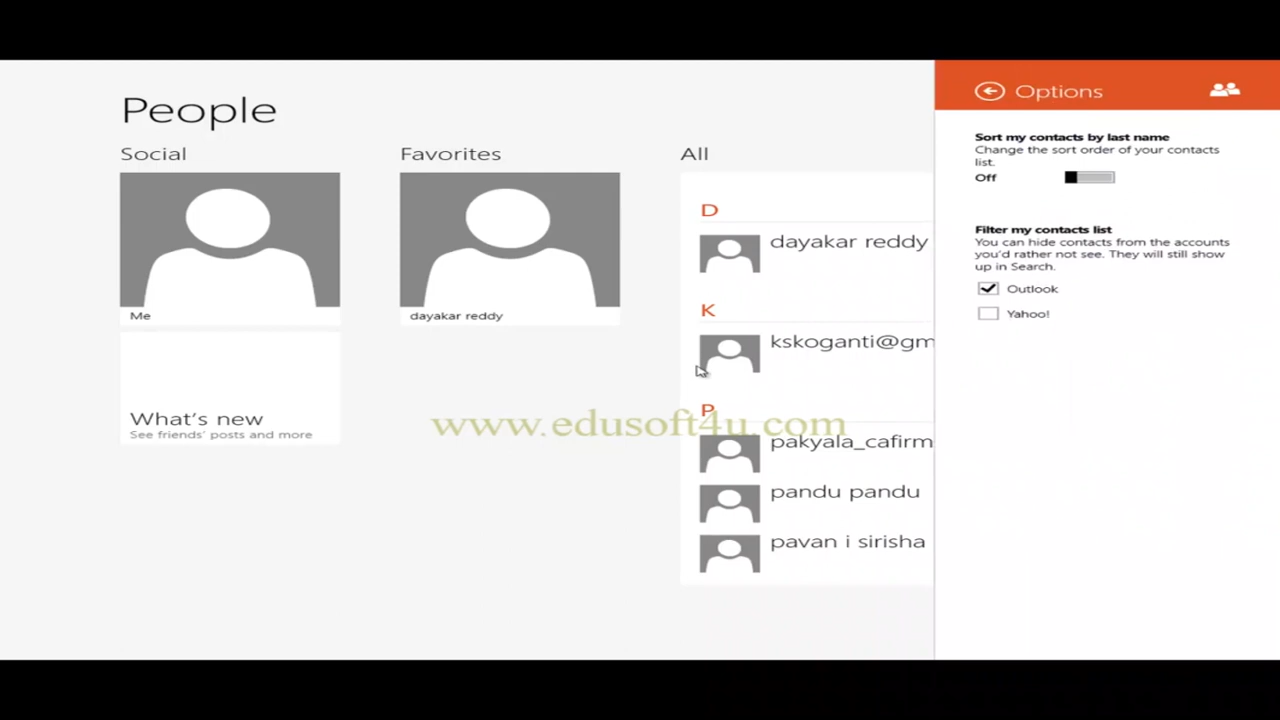 People
Social
Me
What's new
See friends' posts and more
Favorites
dayakar reddy
All
D
dayakar reddy
K
kskoganti@gm
P
pakyala_cafirm
pandu pandu
pavan i sirisha
www.edusoft4u.com
Options
Sort my contacts by last name
Change the sort order of your contacts
list.
Off
Filter my contacts list
You can hide contacts from the accounts
you'd rather not see. They will still show
up in Search.
Outlook
Yahoo!